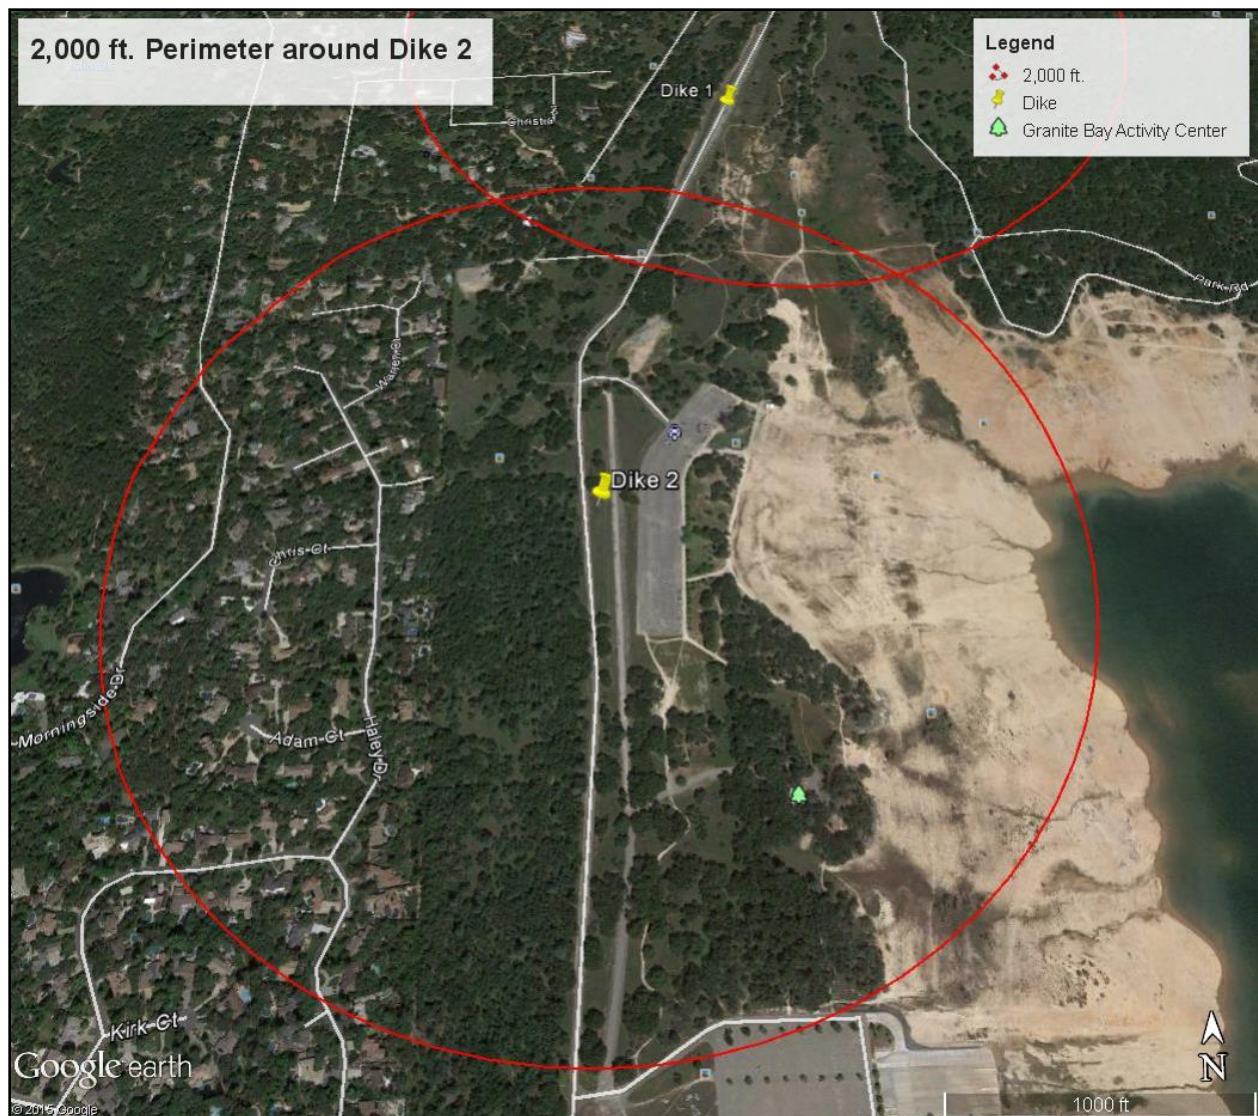 2,000 ft. Perimeter around Dike 2
Legend
2,000 ft.
Dike
Granite Bay Activity Center
Dike 1
Park Rd
Warren Ct
Dike 2
Chris Ct
Morningside Dr
Adam Ct
Haley Dr
Kirk Ct
Google earth
© 2015 Google
1000 ft
N